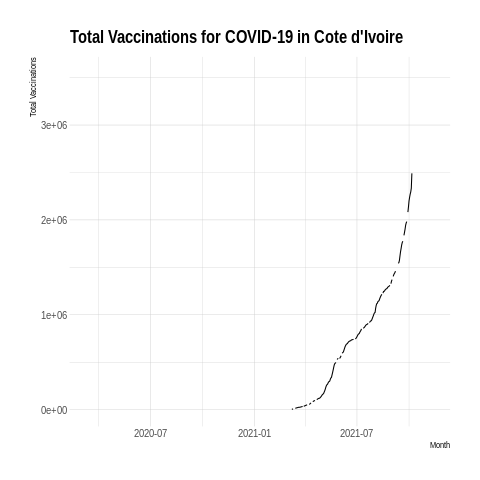 Total Vaccinations for COVID-19 in Cote d'Ivoire
Total Vaccinations
3e+06
2e+06
1e+06
0e+00
2020-07 2021-01 2021-07
Month